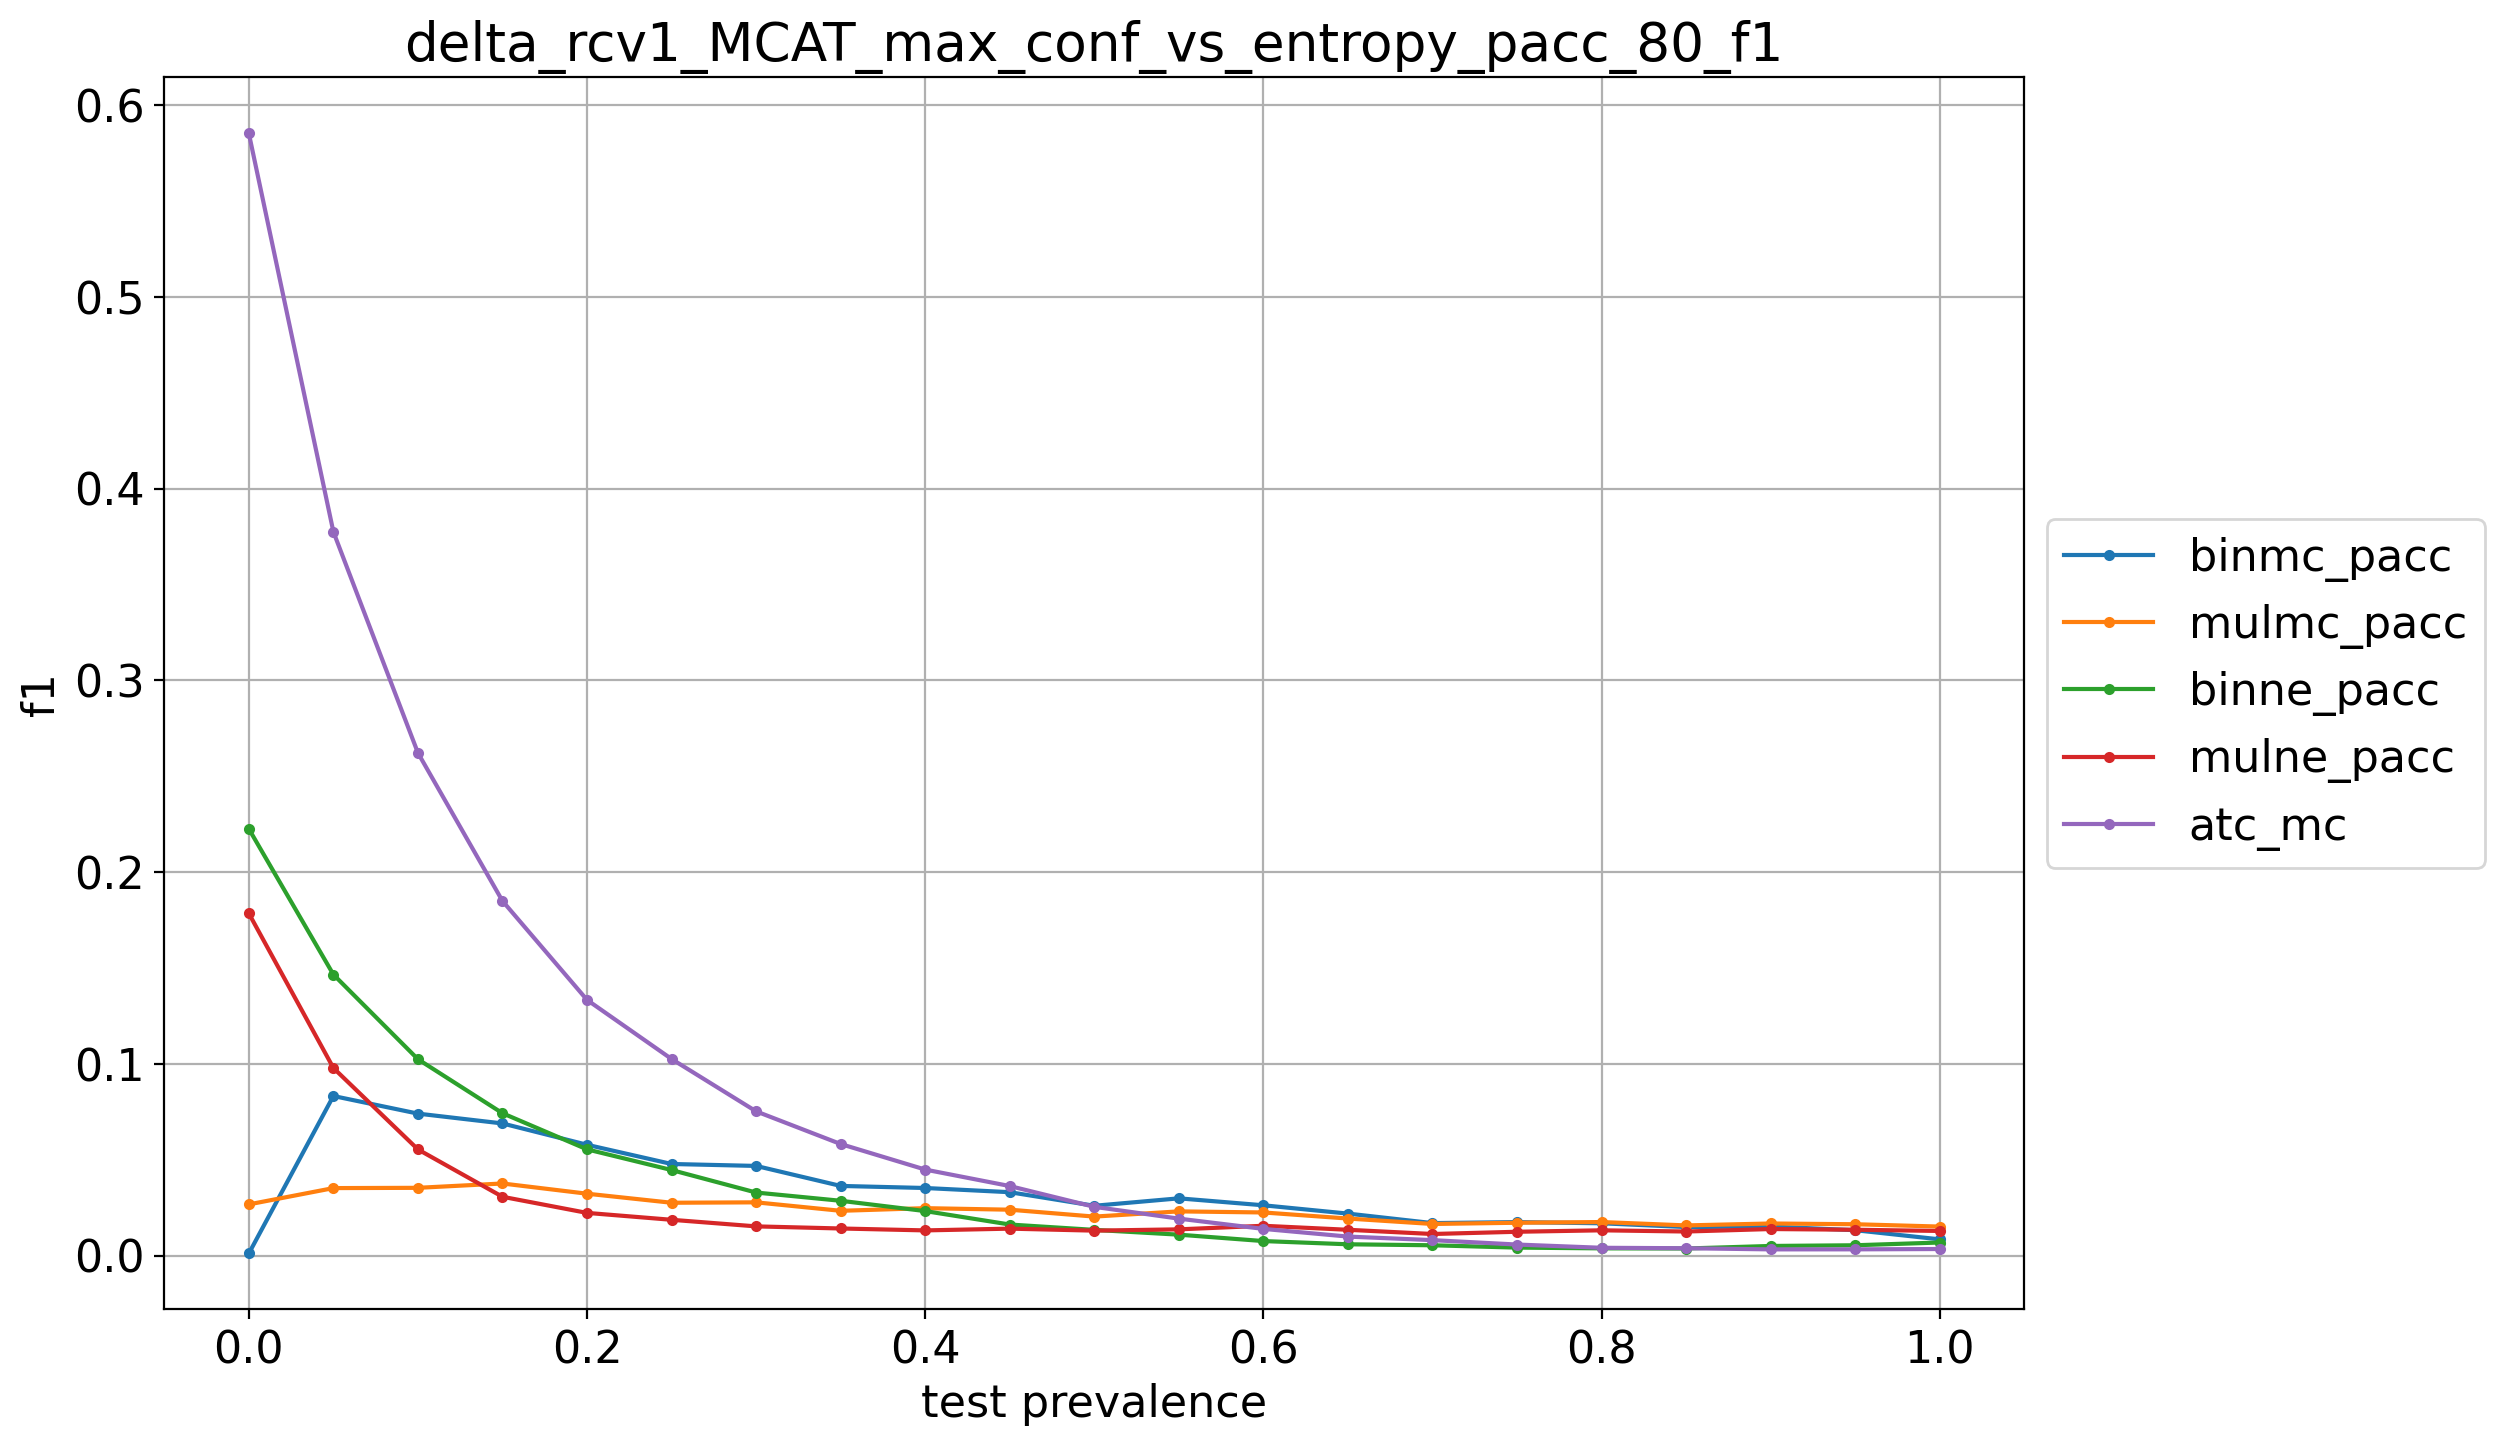 delta_rcv1_MCAT_max_conf_vs_entropy_pacc_80_f1
0.6
0.5
0.4
0.3
0.2
0.1
0.0
f1
0.0 0.2 0.4 0.6 0.8 1.0
test prevalence
binmc_pacc
mulmc_pacc
binne_pacc
mulne_pacc
atc_mc